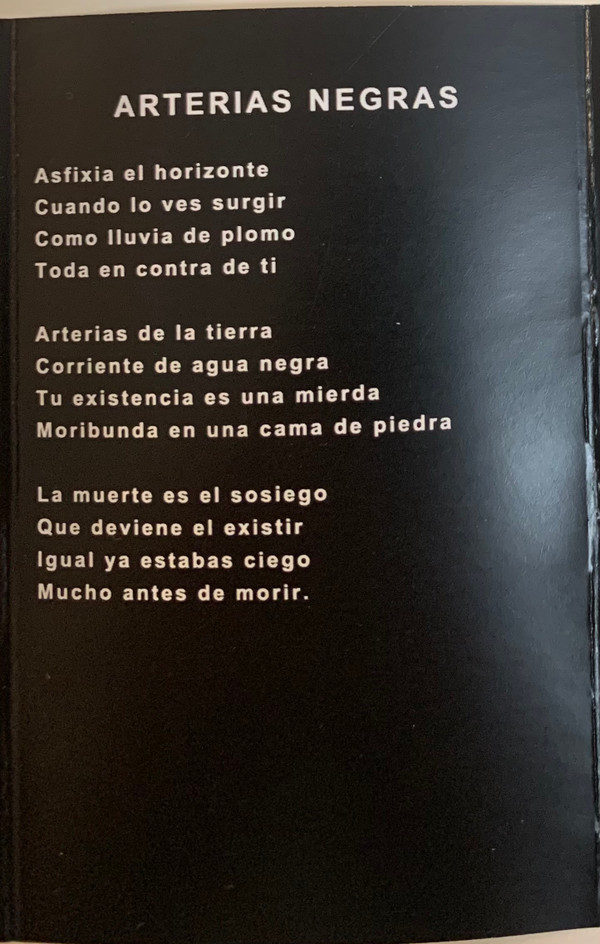 ARTERIAS NEGRAS
Asfixia el horizonte
Cuando lo ves surgir
Como lluvia de plomo
Toda en contra de ti
Arterias de la tierra
Corriente de agua negra
Tu existencia es una mierda
Moribunda en una cama de piedra
La muerte es el sosiego
Que deviene el existir
Igual ya estabas ciego
Mucho antes de morir.